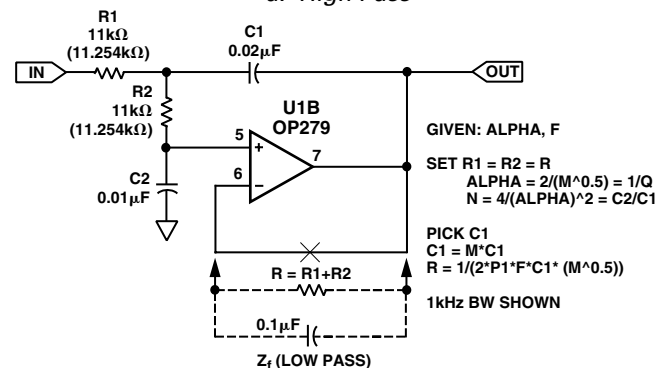 a. High Pass
R1
11kΩ
(11.254kΩ)
C1
0.02μF
IN
OUT
R2
11kΩ
(11.254kΩ)
U1B
OP279
5
+
6
−
7
C2
0.01μF
GIVEN: ALPHA, F
SET R1 = R2 = R
ALPHA = 2/(M^0.5) = 1/Q
N = 4/(ALPHA)^2 = C2/C1
PICK C1
C1 = M*C1
R = 1/(2*P1*F*C1* (M^0.5))
1kHz BW SHOWN
R = R1+R2
0.1μF
Zf (LOW PASS)